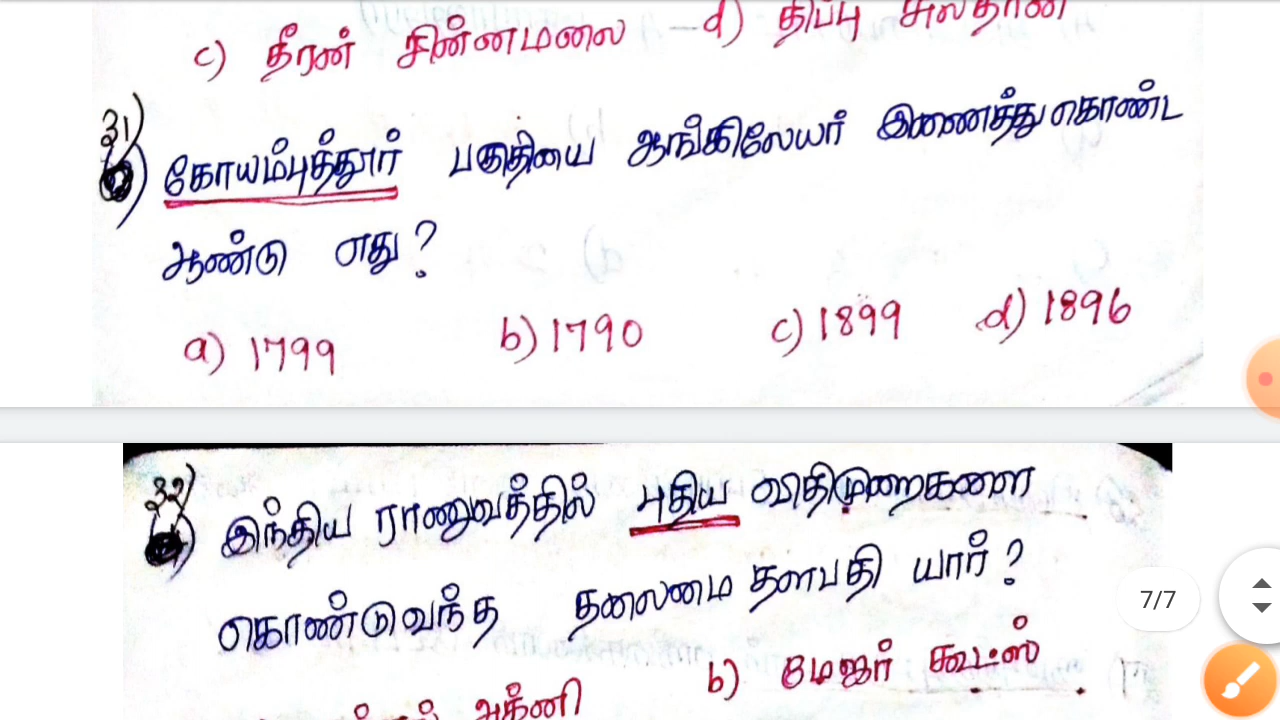 c) தீரன் சின்னமலை d) திப்பு சுல்தான்
31) கோயம்புத்தூர் பகுதியை ஆங்கிலேயர் இணைத்துகொண்ட
ஆண்டு எது?
a) 1799 b) 1790 c) 1899 d) 1896
32) இந்திய ராணுவத்தில் புதிய விதிமுறைகளை
கொண்டுவந்த தலைமை தளபதி யார்?
b) மேஜர் கூட்ஸ்
அக்னி
7/7